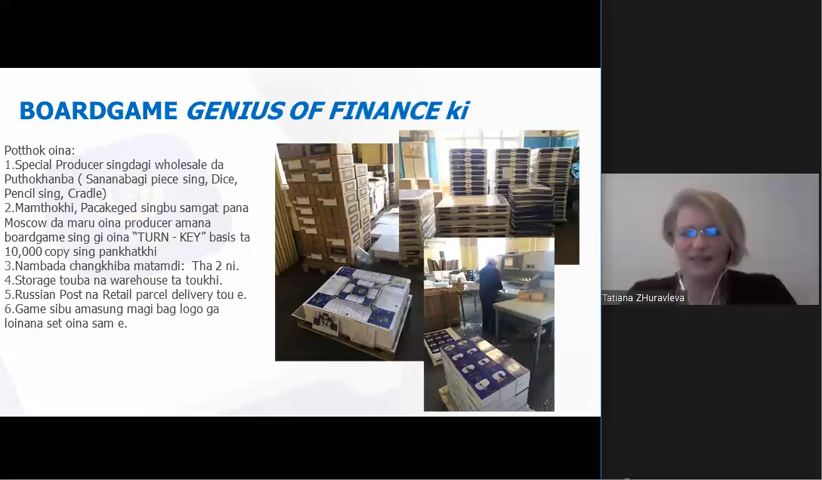 BOARDGAME GENIUS OF FINANCE ki
Potthok oina:
1.Special Producer singdagi wholesale da
Puthokhanba ( Sananabagi piece sing, Dice,
Pencil sing, Cradle)
2.Mamthokhi, Pacakeged singbu samgat pana
Moscow da maru oina producer amana
boardgame sing gi oina “TURN - KEY” basis ta
10,000 copy sing pankhatkhi
3.Nambada changkhiba matamdi: Tha 2 ni.
4.Storage touba na warehouse ta toukhi.
5.Russian Post na Retail parcel delivery tou e.
6.Game sibu amasung magi bag logo ga
loinana set oina sam e.
Tatiana ZHuravleva